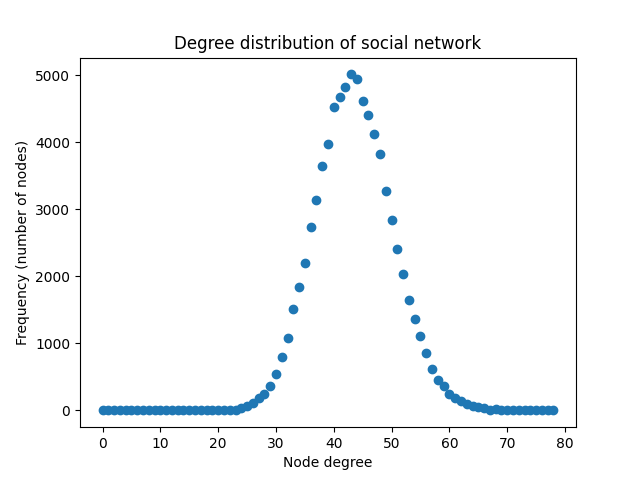 Degree distribution of social network
Frequency (number of nodes)
5000
4000
3000
2000
1000
0
0 10 20 30 40 50 60 70 80
Node degree